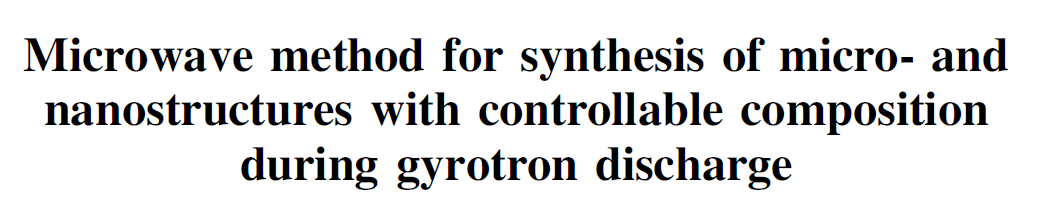 Microwave method for synthesis of micro- and
nanostructures with controllable composition
during gyrotron discharge